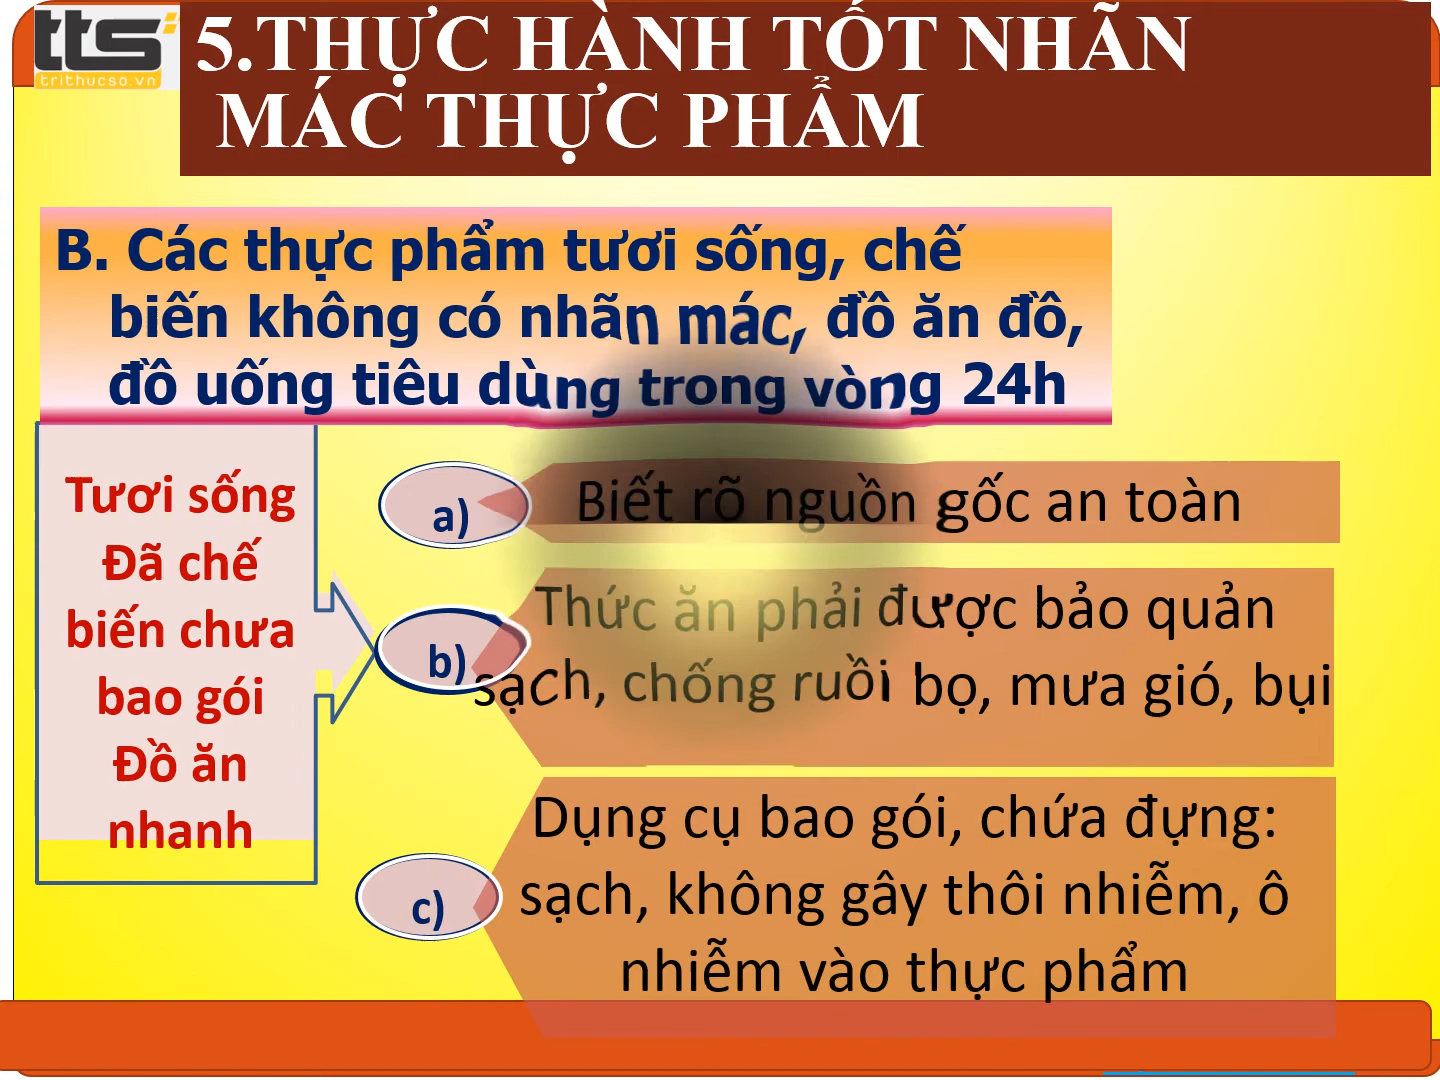 tts
trithucso.vn
5.THỰC HÀNH TỐT NHÃN
MÁC THỰC PHẨM
B. Các thực phẩm tươi sống, chế
biến không có nhãn mác, đồ ăn đồ,
đồ uống tiêu dùng trong vòng 24h
Tươi sống
Đã chế
biến chưa
bao gói
Đồ ăn
nhanh
a)
Biết rõ nguồn gốc an toàn
b)
Thức ăn phải được bảo quản
sạch, chống ruồi bọ, mưa gió, bụi
c)
Dụng cụ bao gói, chứa đựng:
sạch, không gây thôi nhiễm, ô
nhiễm vào thực phẩm